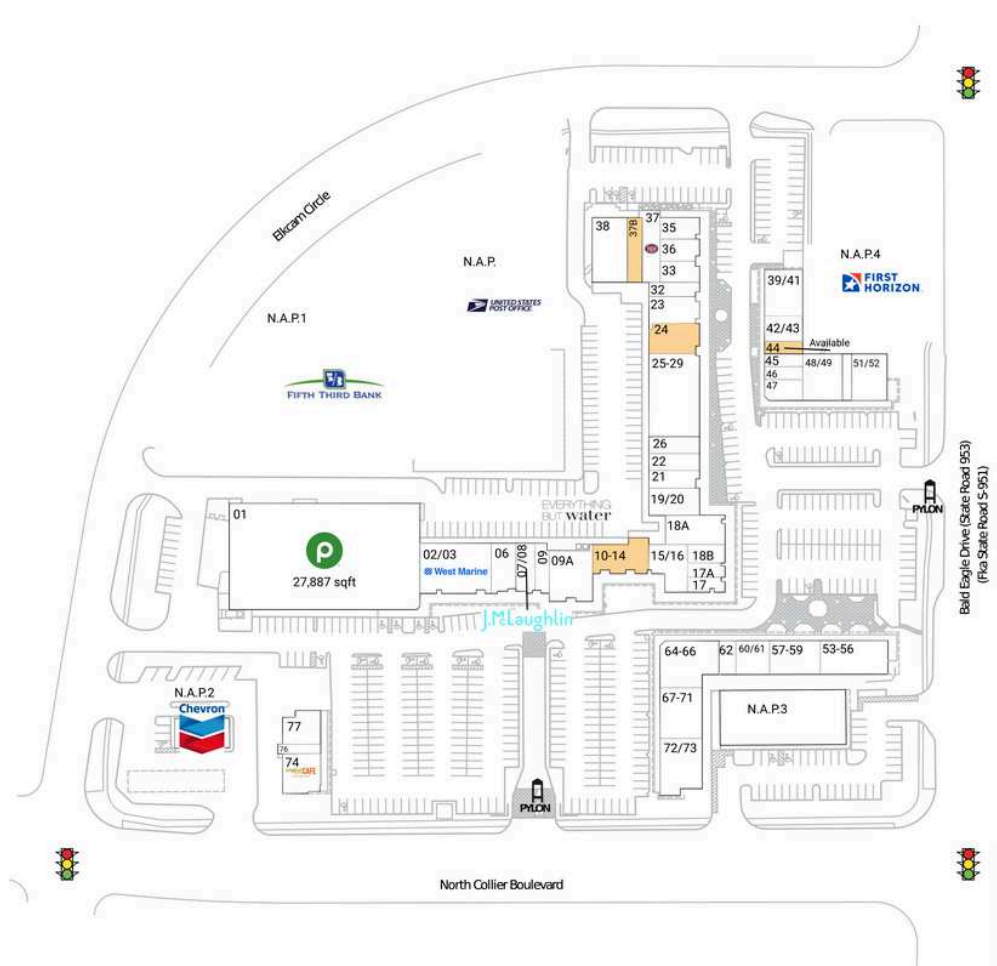 Elkcam Circle
N.A.P.
UNITED STATES
POST OFFICE
N.A.P.1
FIFTH THIRD BANK
38
37B
37
35
36
33
32
23
24
25-29
26
22
21
19/20
18A
N.A.P.4
FIRST
HORIZON
39/41
42/43
44
Available
45
46
47
48/49
51/52
PYLON
Bald Eagle Drive (State Road 953)
(Fka State Road S-951)
01
27,887 sqft
EVERYTHING
BUT water
02/03
West Marine
06
07/08
09
09A
10-14
15/16
18B
17A
17
J.McLaughlin
64-66
62
60/61
57-59
53-56
67-71
72/73
N.A.P.3
N.A.P.2
Chevron
77
76
74
CAFE
PYLON
North Collier Boulevard